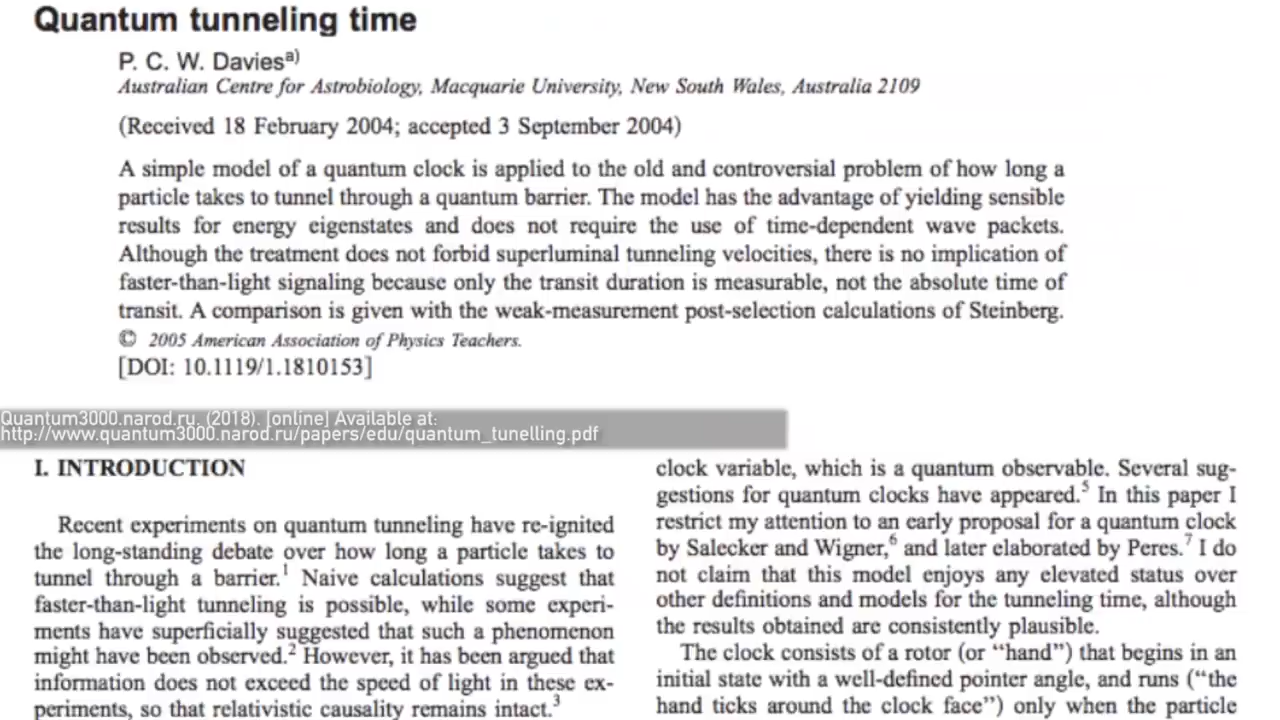 Quantum tunneling time
P. C. W. Davies a)
Australian Centre for Astrobiology, Macquarie University, New South Wales, Australia 2109
(Received 18 February 2004; accepted 3 September 2004)
A simple model of a quantum clock is applied to the old and controversial problem of how long a
particle takes to tunnel through a quantum barrier. The model has the advantage of yielding sensible
results for energy eigenstates and does not require the use of time-dependent wave packets.
Although the treatment does not forbid superluminal tunneling velocities, there is no implication of
faster-than-light signaling because only the transit duration is measurable, not the absolute time of
transit. A comparison is given with the weak-measurement post-selection calculations of Steinberg.
© 2005 American Association of Physics Teachers.
[DOI: 10.1119/1.1810153]
Quantum3000.narod.ru. (2018). [online] Available at:
http://www.quantum3000.narod.ru/papers/edu/quantum_tunelling.pdf
I. INTRODUCTION
Recent experiments on quantum tunneling have re-ignited
the long-standing debate over how long a particle takes to
tunnel through a barrier.1 Naive calculations suggest that
faster-than-light tunneling is possible, while some experi-
ments have superficially suggested that such a phenomenon
might have been observed.2 However, it has been argued that
information does not exceed the speed of light in these ex-
periments, so that relativistic causality remains intact.3
clock variable, which is a quantum observable. Several sug-
gestions for quantum clocks have appeared.5 In this paper I
restrict my attention to an early proposal for a quantum clock
by Salecker and Wigner,6 and later elaborated by Peres.7 I do
not claim that this model enjoys any elevated status over
other definitions and models for the tunneling time, although
the results obtained are consistently plausible.
The clock consists of a rotor (or “hand”) that begins in an
initial state with a well-defined pointer angle, and runs (“the
hand ticks around the clock face”) only when the particle